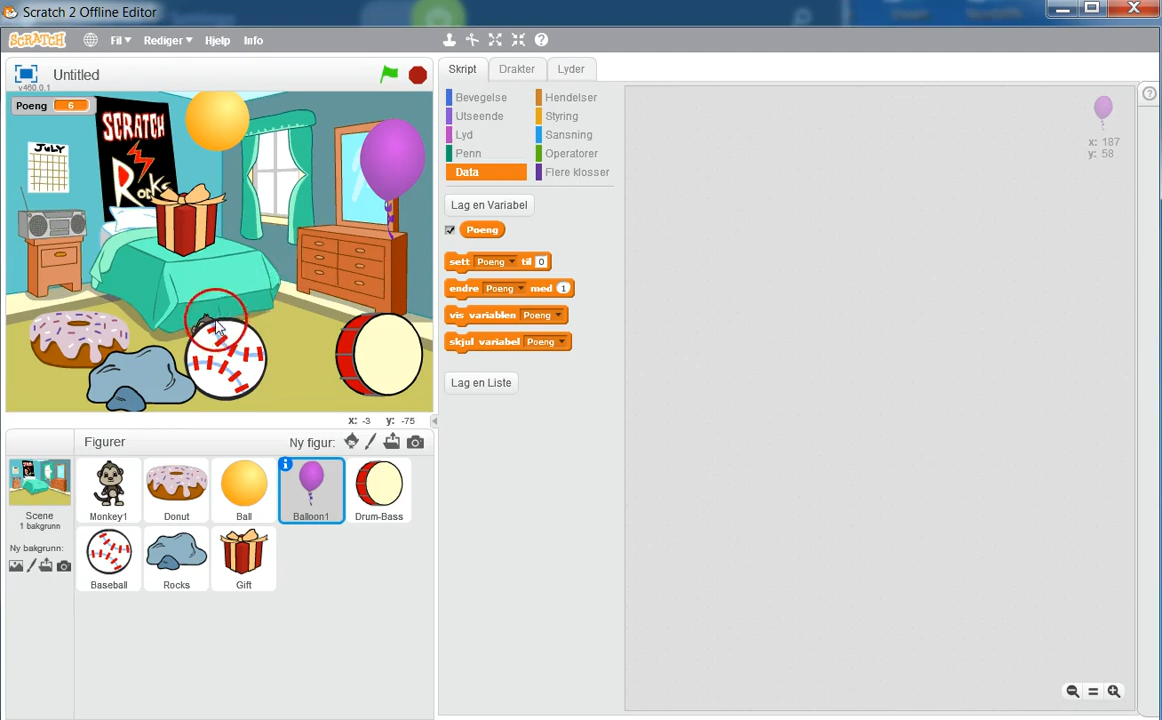 Scratch 2 Offline Editor
SCRATCH
Fil
Rediger
Hjelp
Info
Untitled
v460.0.1
Poeng 6
JULY
SCRATCH
Rocks
x: -3 y: -75
Figurer
Ny figur:
Scene
1 bakgrunn
Ny bakgrunn:
Monkey1
Donut
Ball
Balloon1
Drum-Bass
Baseball
Rocks
Gift
Skript
Drakter
Lyder
Bevegelse
Hendelser
Utseende
Styring
Lyd
Sansning
Penn
Operatorer
Data
Flere klosser
Lag en Variabel
Poeng
sett Poeng til 0
endre Poeng med 1
vis variablen Poeng
skjul variabel Poeng
Lag en Liste
x: 187
y: 58